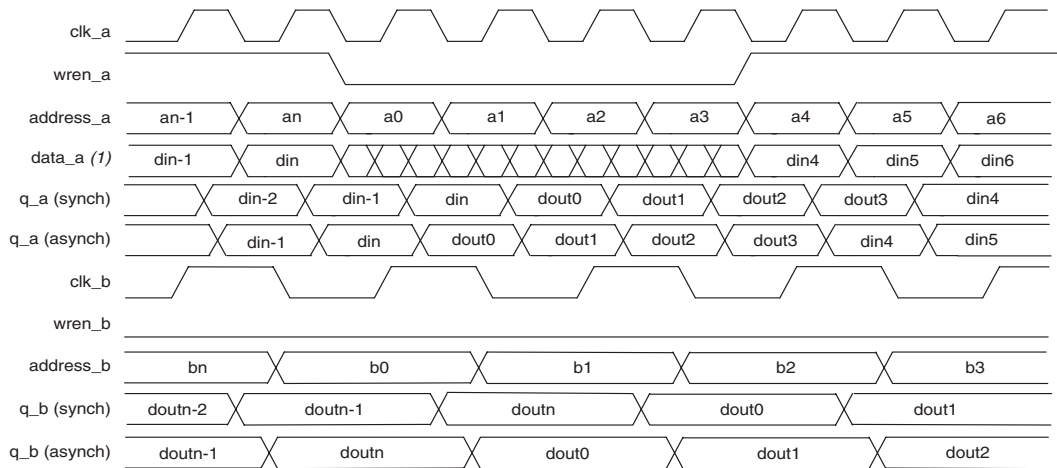 clk_a
wren_a
address_a an-1 an a0 a1 a2 a3 a4 a5 a6
data_a (1) din-1 din din4 din5 din6
q_a (synch) din-2 din-1 din dout0 dout1 dout2 dout3 din4
q_a (asynch) din-1 din dout0 dout1 dout2 dout3 din4 din5
clk_b
wren_b
address_b bn b0 b1 b2 b3
q_b (synch) doutn-2 doutn-1 doutn dout0 dout1
q_b (asynch) doutn-1 doutn dout0 dout1 dout2